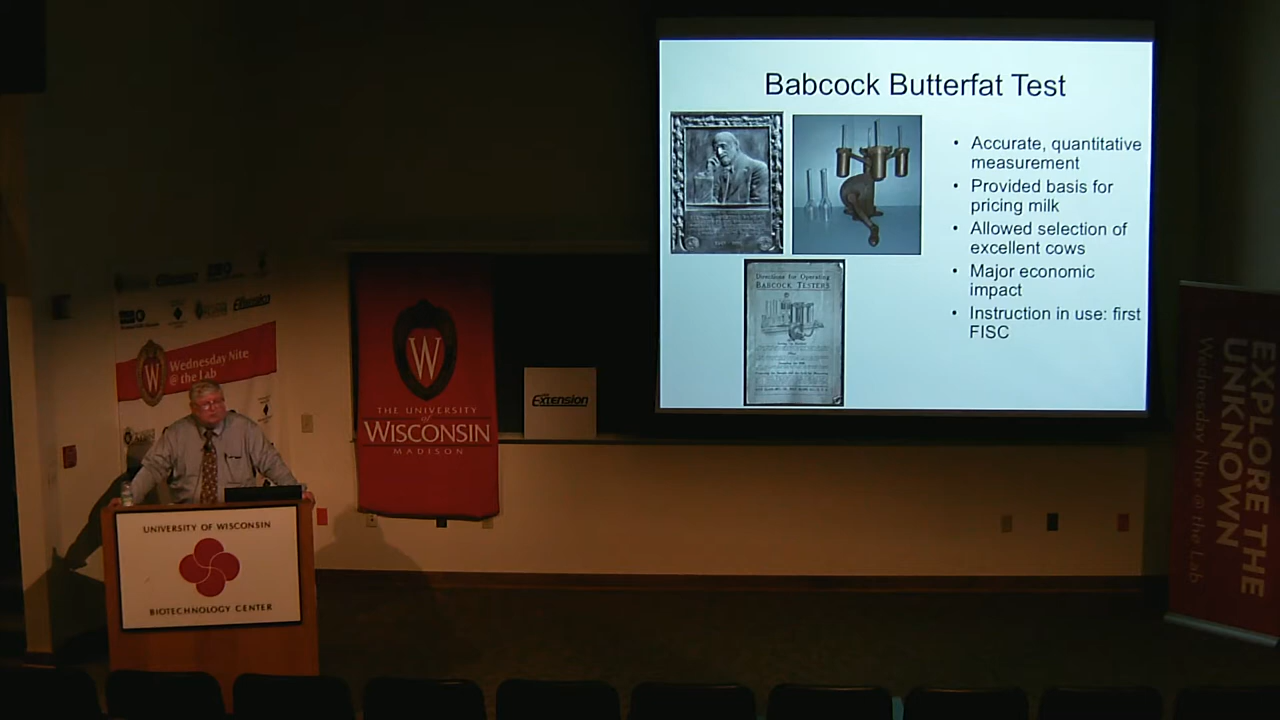 Babcock Butterfat Test
• Accurate, quantitative
measurement
• Provided basis for
pricing milk
• Allowed selection of
excellent cows
• Major economic
impact
• Instruction in use: first
FISC
Directions for Operating
BABCOCK TESTERS
Extension
Wednesday Nite
@ the Lab
W
W
THE UNIVERSITY
of
WISCONSIN
MADISON
Extension
UNIVERSITY OF WISCONSIN
BIOTECHNOLOGY CENTER
EXPLORE THE
UNKNOWN
Wednesday Nite @ the Lab